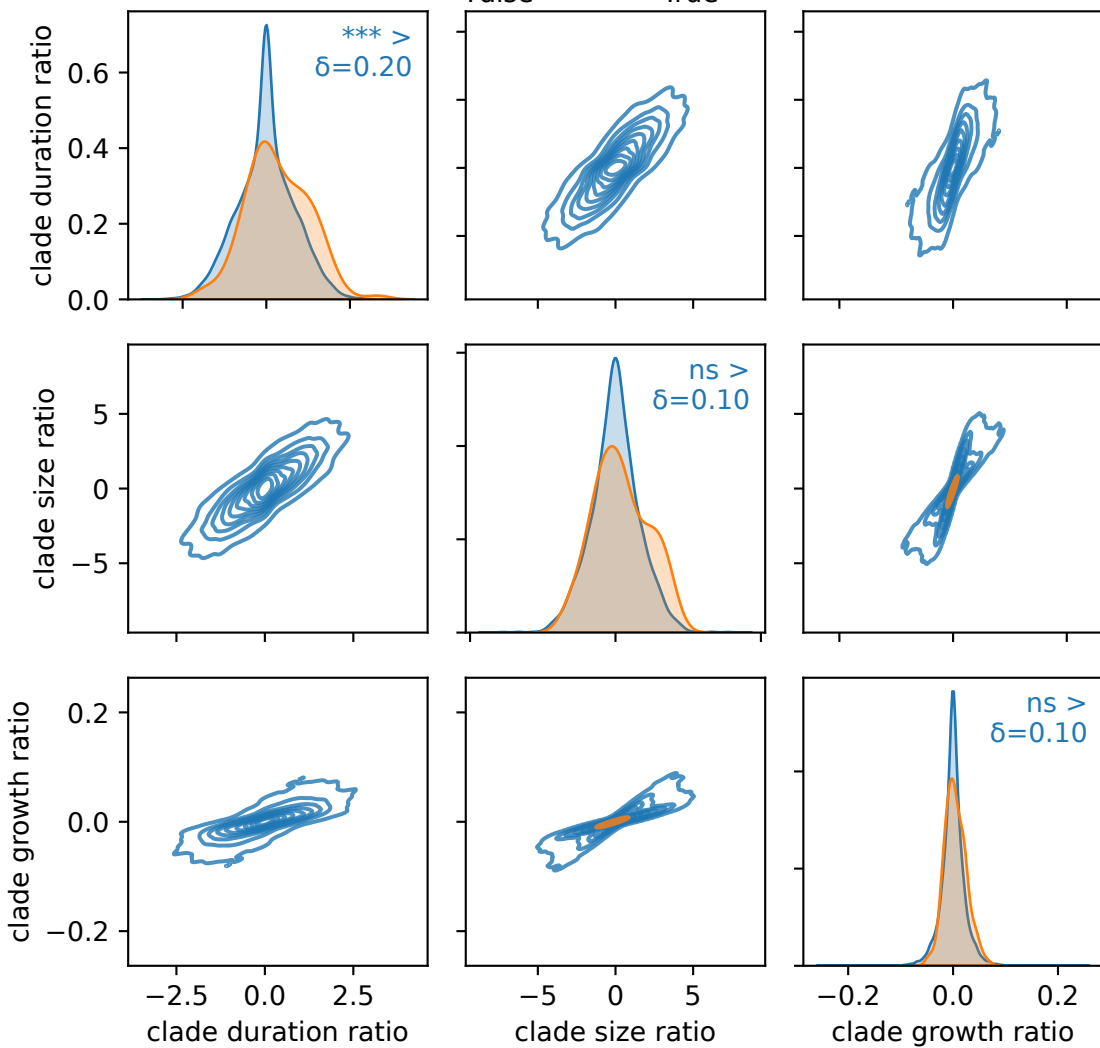 *** >
δ=0.20
clade duration ratio
0.6
0.4
0.2
0.0
ns >
δ=0.10
clade size ratio
5
0
−5
ns >
δ=0.10
clade growth ratio
0.2
0.0
−0.2
−2.5 0.0 2.5 −5 0 5 −0.2 0.0 0.2
clade duration ratio clade size ratio clade growth ratio